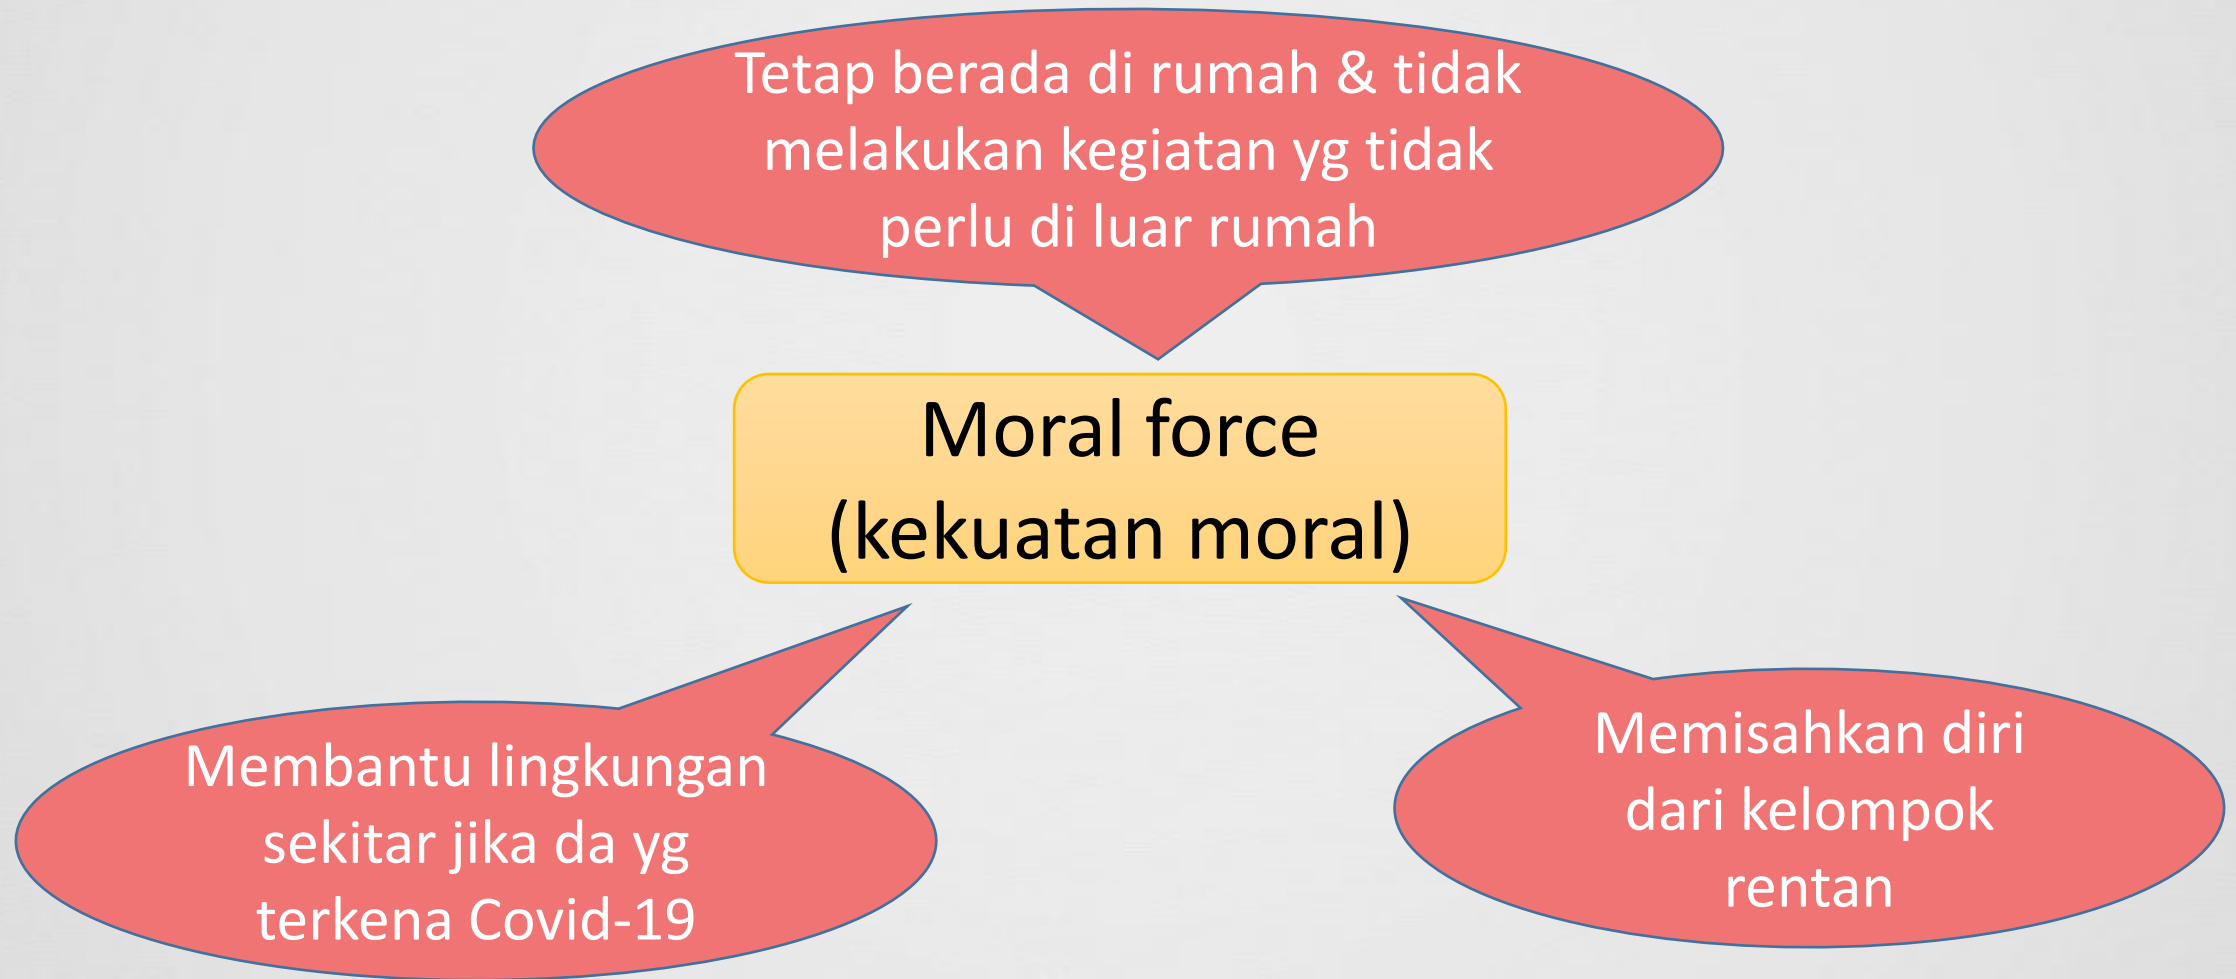 Tetap berada di rumah & tidak
melakukan kegiatan yg tidak
perlu di luar rumah
Moral force
(kekuatan moral)
Membantu lingkungan
sekitar jika da yg
terkena Covid-19
Memisahkan diri
dari kelompok
rentan